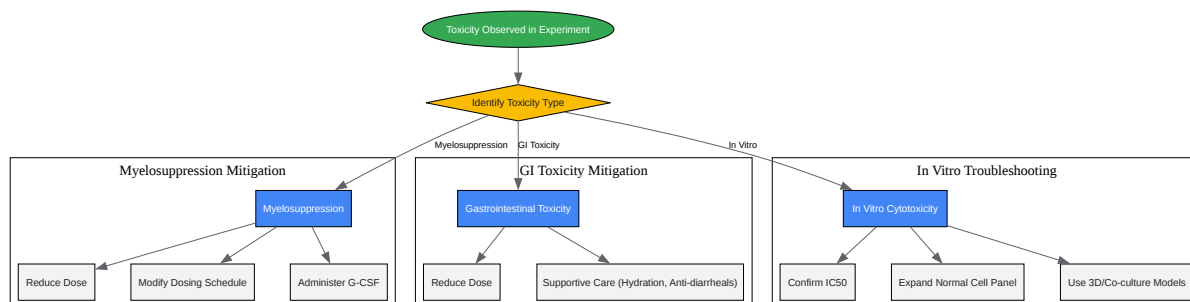 Toxicity Observed in Experiment
Identify Toxicity Type
Myelosuppression
GI Toxicity
In Vitro
Myelosuppression Mitigation
GI Toxicity Mitigation
In Vitro Troubleshooting
Myelosuppression
Gastrointestinal Toxicity
In Vitro Cytotoxicity
Reduce Dose
Modify Dosing Schedule
Administer G-CSF
Reduce Dose
Supportive Care (Hydration, Anti-diarrheals)
Confirm IC50
Expand Normal Cell Panel
Use 3D/Co-culture Models